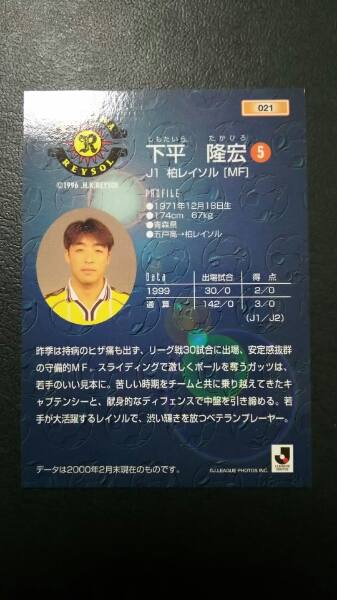 021
REYSOL
©1996 .H.K.REYSOL
しもたいら たかひろ
下平 隆宏 5
J1 柏レイソル [MF]
PROFILE
●1971年12月18日生
●174cm 67kg
●青森県
●五戸高→柏レイソル
Data 出場試合 得点
1999 30/0 2/0
通算 142/0 3/0
(J1/J2)
昨季は持病のヒザ痛も出ず、リーグ戦30試合に出場、安定感抜群
の守備的MF。スライディングで激しくボールを奪うガッツは、
若手のいい見本に。苦しい時期をチームと共に乗り越えてきたキ
ャプテンシーと、献身的なディフェンスで中盤を引き締める。若
手が大活躍するレイソルで、渋い輝きを放つベテランプレーヤー。
データは2000年2月末現在のものです。
©J.LEAGUE PHOTOS INC.